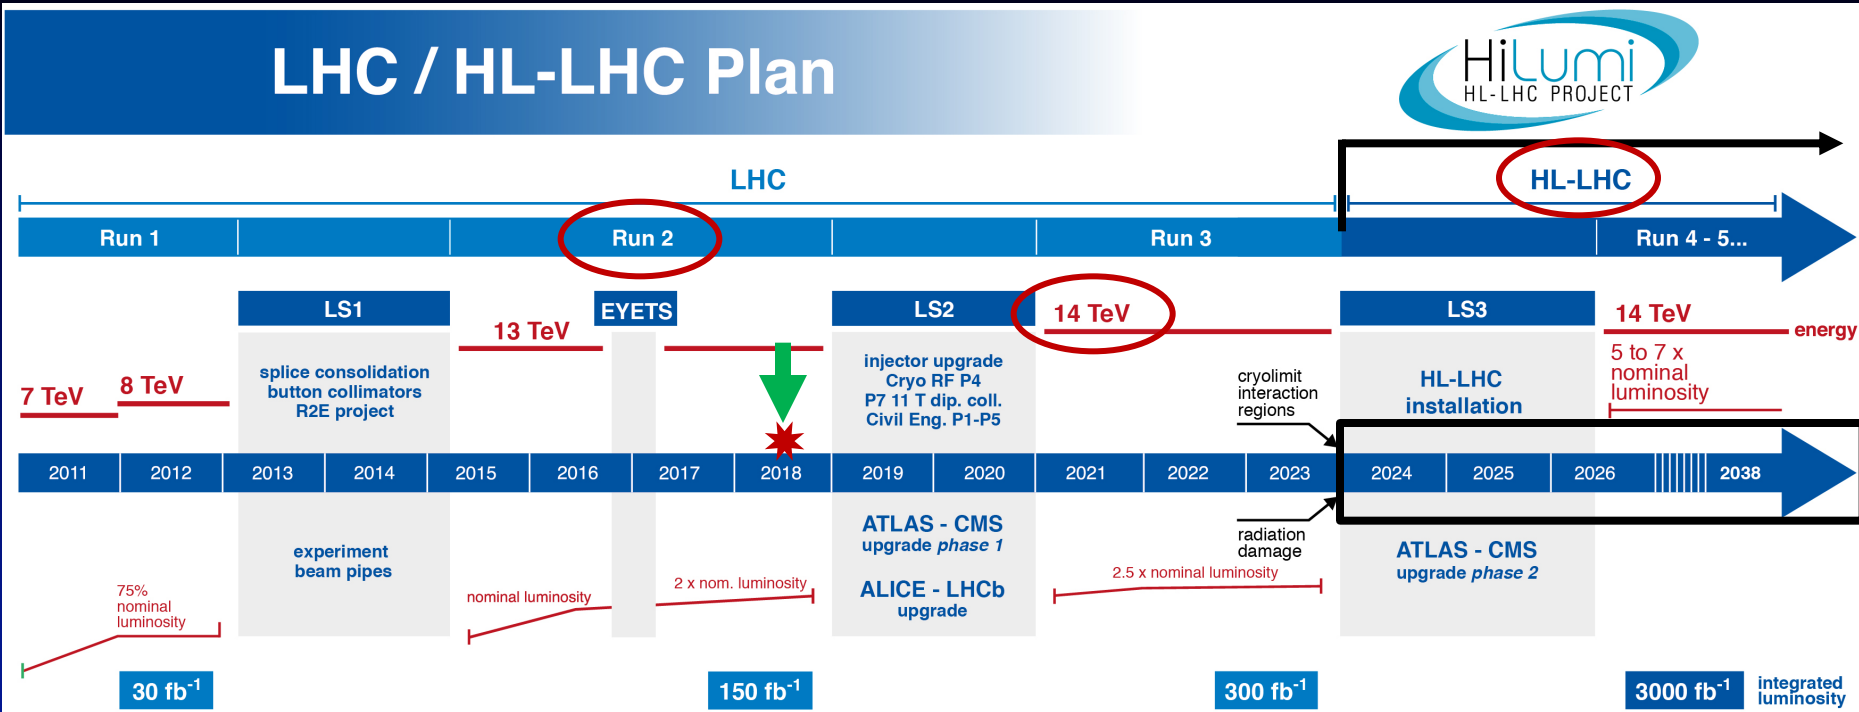 LHC / HL-LHC Plan
HiLumi
HL-LHC PROJECT
LHC
HL-LHC
Run 1
Run 2
Run 3
Run 4 - 5...
LS1
EYETS
LS2
14 TeV
LS3
14 TeV
13 TeV
energy
7 TeV
8 TeV
splice consolidation
button collimators
R2E project
injector upgrade
Cryo RF P4
P7 11 T dip. coll.
Civil Eng. P1-P5
cryolimit
interaction
regions
HL-LHC
installation
5 to 7 x
nominal
luminosity
2011
2012
2013
2014
2015
2016
2017
2018
2019
2020
2021
2022
2023
2024
2025
2026
2038
experiment
beam pipes
ATLAS - CMS
upgrade phase 1
ALICE - LHCb
upgrade
radiation
damage
ATLAS - CMS
upgrade phase 2
75%
nominal
luminosity
nominal luminosity
2 x nom. luminosity
2.5 x nominal luminosity
30 fb-1
150 fb-1
300 fb-1
3000 fb-1
integrated
luminosity